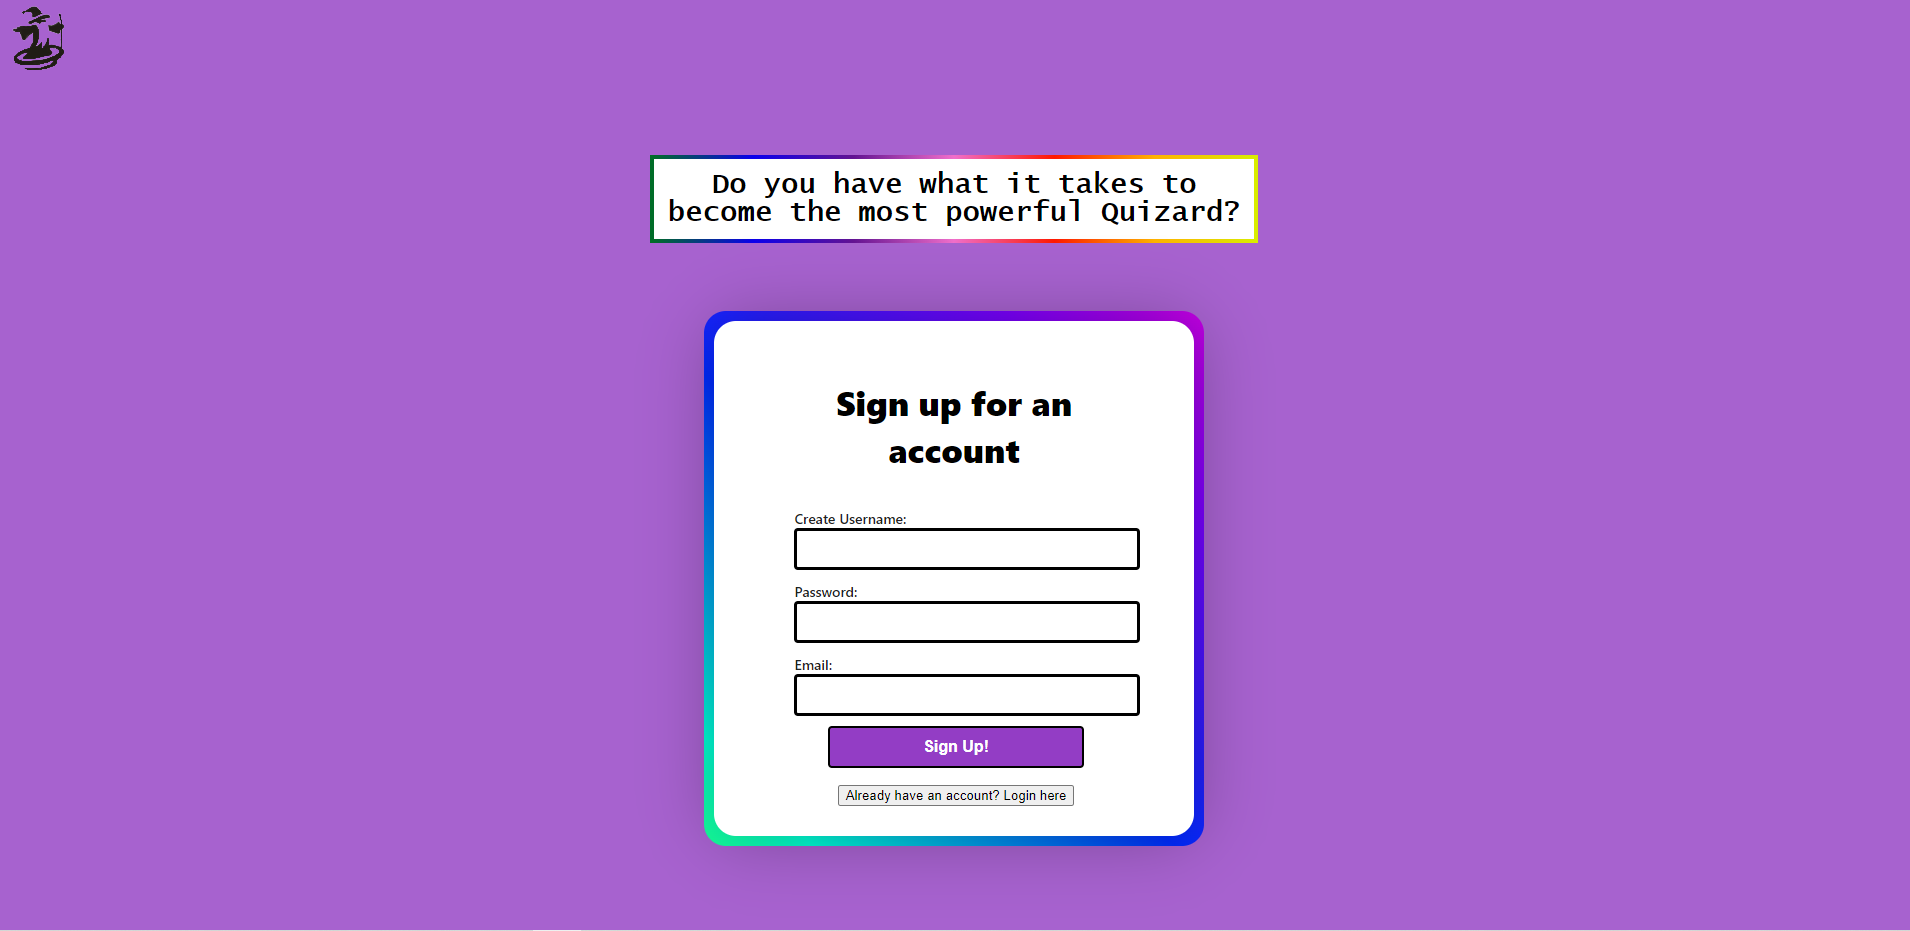 Do you have what it takes to
become the most powerful Quizard?
Sign up for an
account
Create Username:
Password:
Email:
Sign Up!
Already have an account? Login here